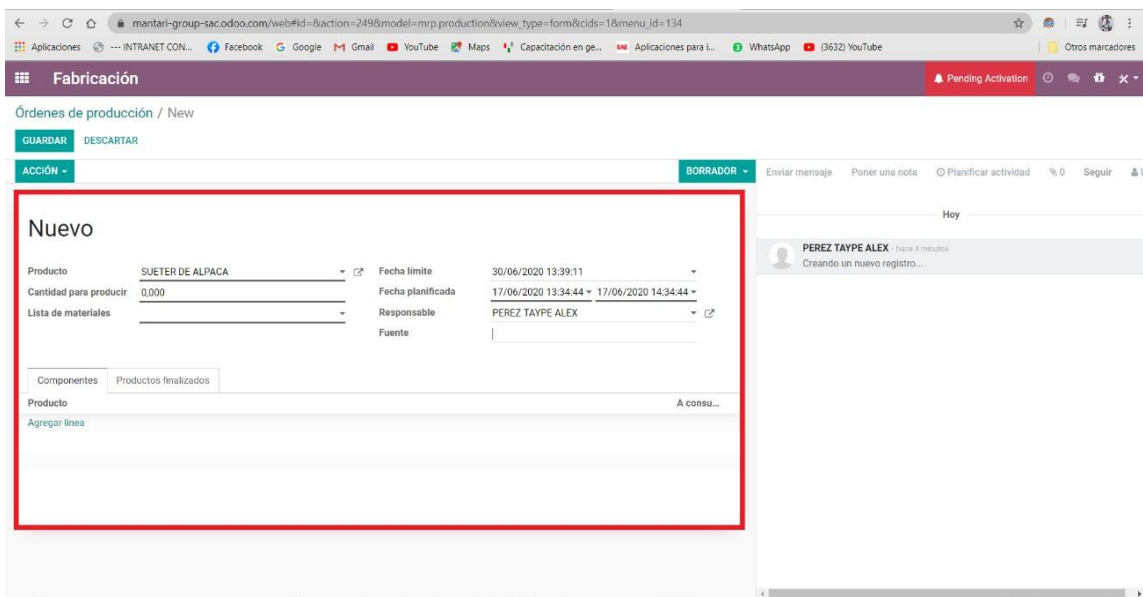 mantari-group-sac.odoo.com/web#id=&action=249&model=mrp.production&view_type=form&cids=1&menu_id=134
Aplicaciones --- INTRANET CON... Facebook Google Gmail YouTube Maps Capacitación en ge... Aplicaciones para i... WhatsApp (3632) YouTube Otros marcadores
Fabricación Pending Activation
Órdenes de producción / New
GUARDAR DESCARTAR
ACCIÓN BORRADOR Enviar mensaje Poner una nota Planificar actividad 0 Seguir 0
Hoy
Nuevo
PEREZ TAYPE ALEX - hace 4 minutos
Creando un nuevo registro...
Producto SUETER DE ALPACA Fecha límite 30/06/2020 13:39:11
Cantidad para producir 0,000 Fecha planificada 17/06/2020 13:34:44 17/06/2020 14:34:44
Lista de materiales Responsable PEREZ TAYPE ALEX
Fuente
Componentes Productos finalizados
Producto A consu...
Agregar línea